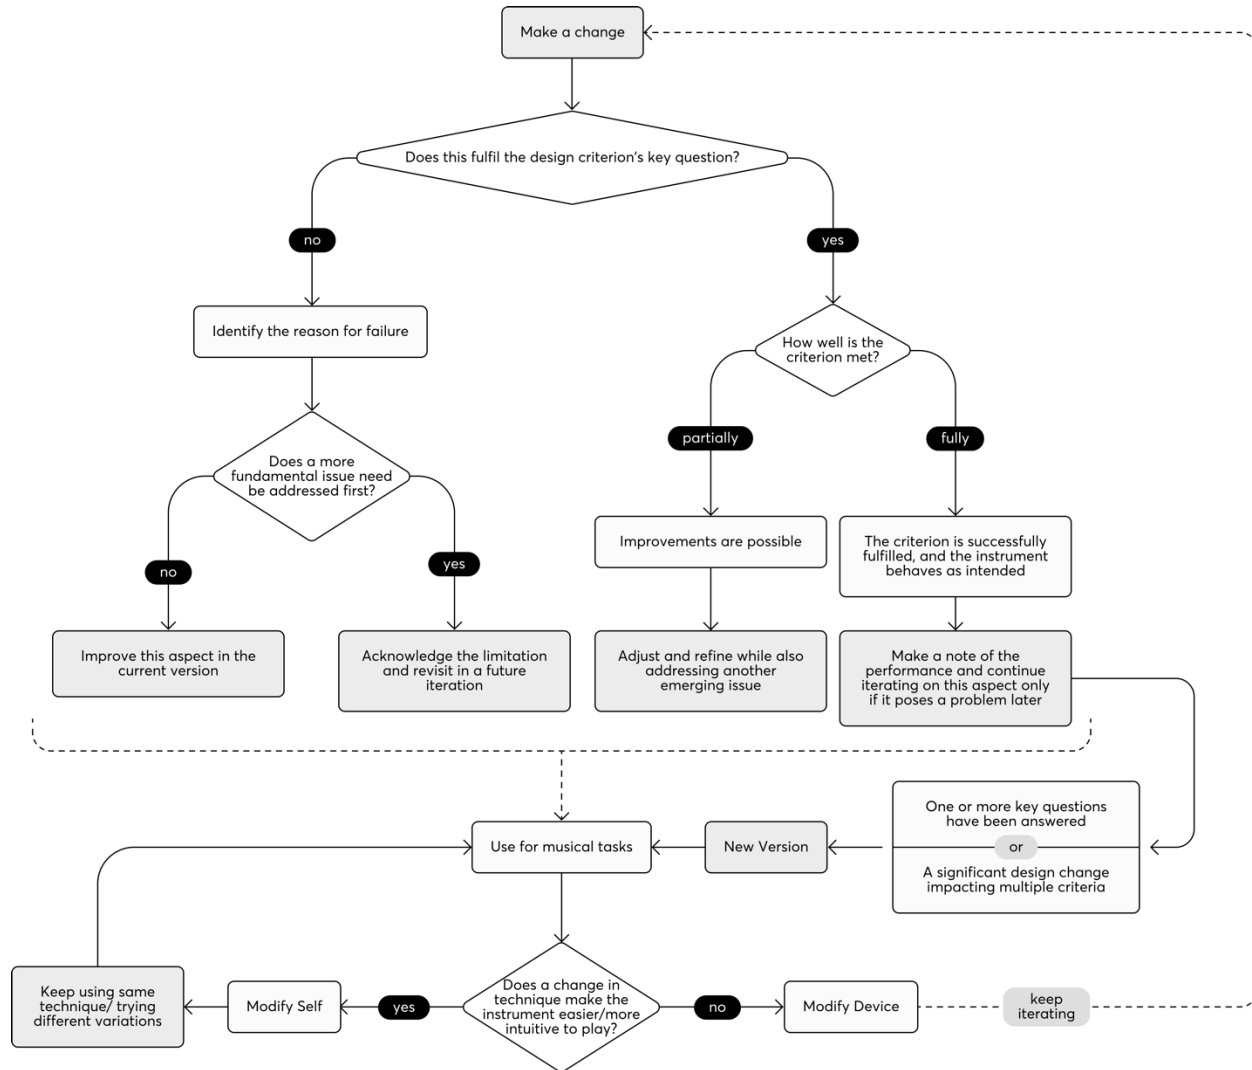 Make a change
Does this fulfil the design criterion's key question?
no
yes
Identify the reason for failure
How well is the
criterion met?
partially
fully
Does a more
fundamental issue need
be addressed first?
Improvements are possible
The criterion is successfully
fulfilled, and the instrument
behaves as intended
no
yes
Improve this aspect in the
current version
Acknowledge the limitation
and revisit in a future
iteration
Adjust and refine while also
addressing another
emerging issue
Make a note of the
performance and continue
iterating on this aspect only
if it poses a problem later
One or more key questions
have been answered
or
A significant design change
impacting multiple criteria
New Version
Use for musical tasks
Keep using same
technique/ trying
different variations
Modify Self
yes
Does a change in
technique make the
instrument easier/more
intuitive to play?
no
Modify Device
keep
iterating